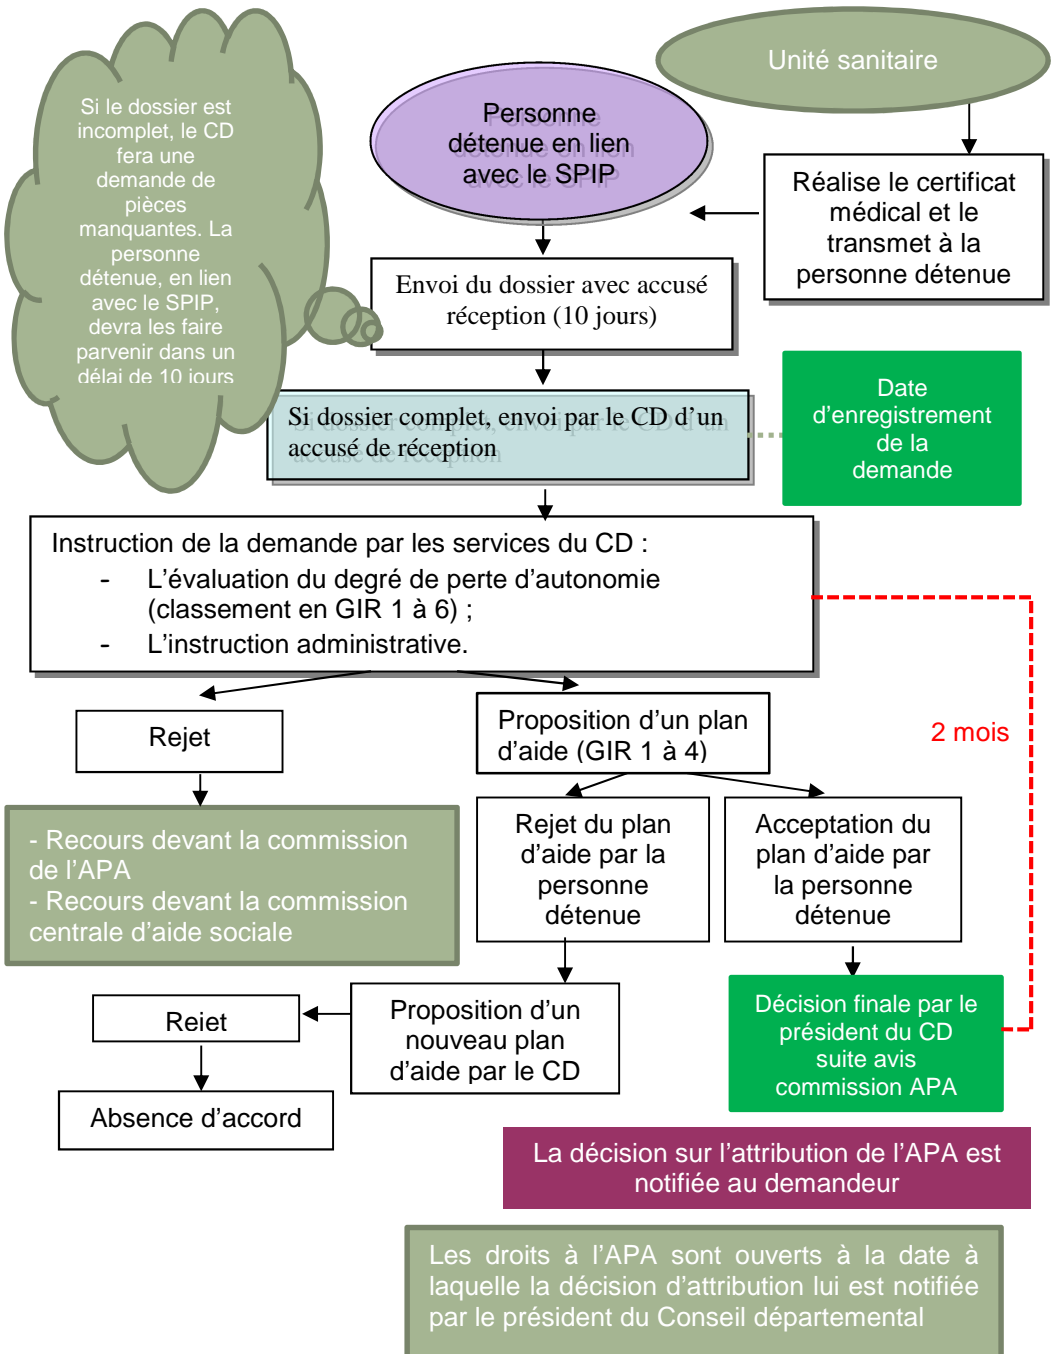 Unité sanitaire
Si le dossier est
incomplet, le CD
fera une
demande de
pièces
manquantes. La
personne
détenue, en lien
avec le SPIP,
devra les faire
parvenir dans un
délai de 10 jours
Personne
détenue en lien
avec le SPIP
Réalise le certificat
médical et le
transmet à la
personne détenue
Envoi du dossier avec accusé
réception (10 jours)
Si dossier complet, envoi par le CD d’un
accusé de réception
Date
d’enregistrement
de la
demande
Instruction de la demande par les services du CD :
- L’évaluation du degré de perte d’autonomie
(classement en GIR 1 à 6) ;
- L’instruction administrative.
Rejet
Proposition d’un plan
d’aide (GIR 1 à 4)
2 mois
- Recours devant la commission
de l’APA
- Recours devant la commission
centrale d’aide sociale
Rejet du plan
d’aide par la
personne
détenue
Acceptation du
plan d’aide par
la personne
détenue
Rejet
Proposition d’un
nouveau plan
d’aide par le CD
Décision finale par le
président du CD
suite avis
commission APA
Absence d’accord
La décision sur l’attribution de l’APA est
notifiée au demandeur
Les droits à l’APA sont ouverts à la date à
laquelle la décision d’attribution lui est notifiée
par le président du Conseil départemental